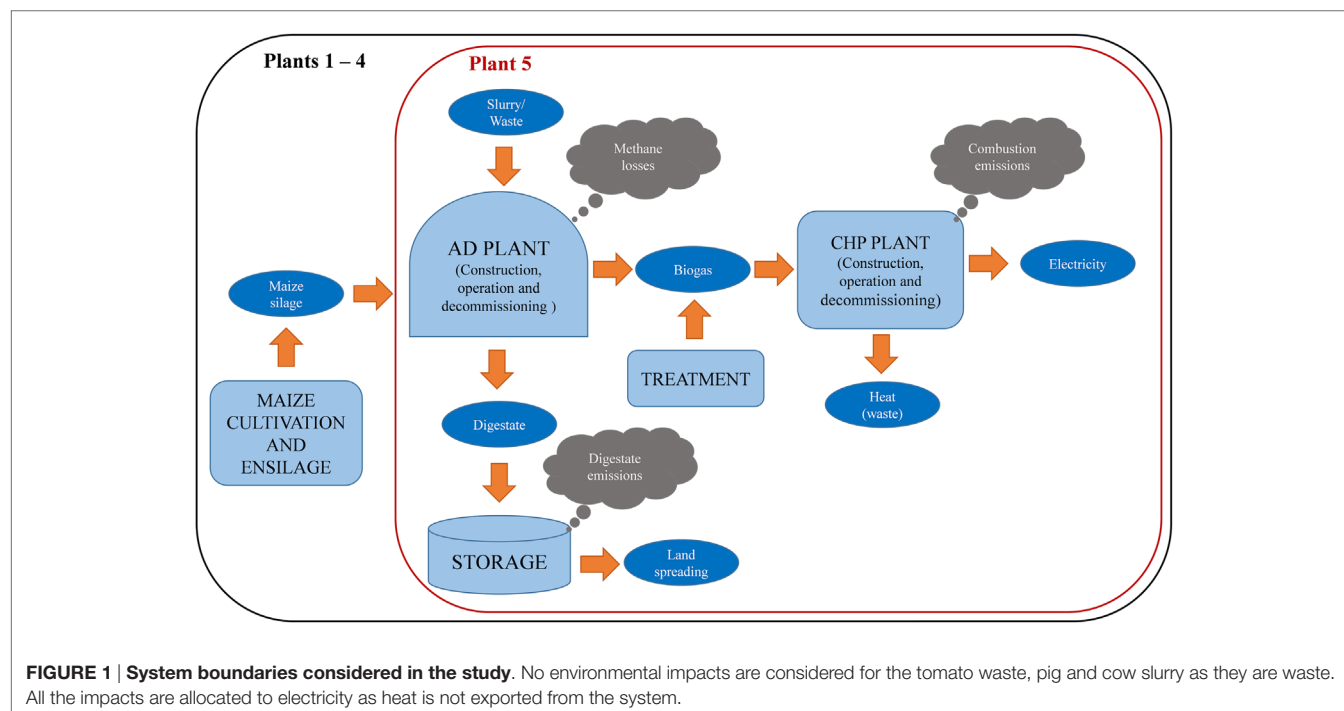 Plants 1 – 4
Plant 5
Slurry/
Waste
Methane
losses
Combustion
emissions
AD PLANT
(Construction,
operation and
decommissioning )
Biogas
CHP PLANT
(Construction,
operation and
decommissioning)
Electricity
Maize
silage
TREATMENT
Heat
(waste)
MAIZE
CULTIVATION
AND
ENSILAGE
Digestate
Digestate
emissions
STORAGE
Land
spreading
FIGURE 1 | System boundaries considered in the study. No environmental impacts are considered for the tomato waste, pig and cow slurry as they are waste.
All the impacts are allocated to electricity as heat is not exported from the system.